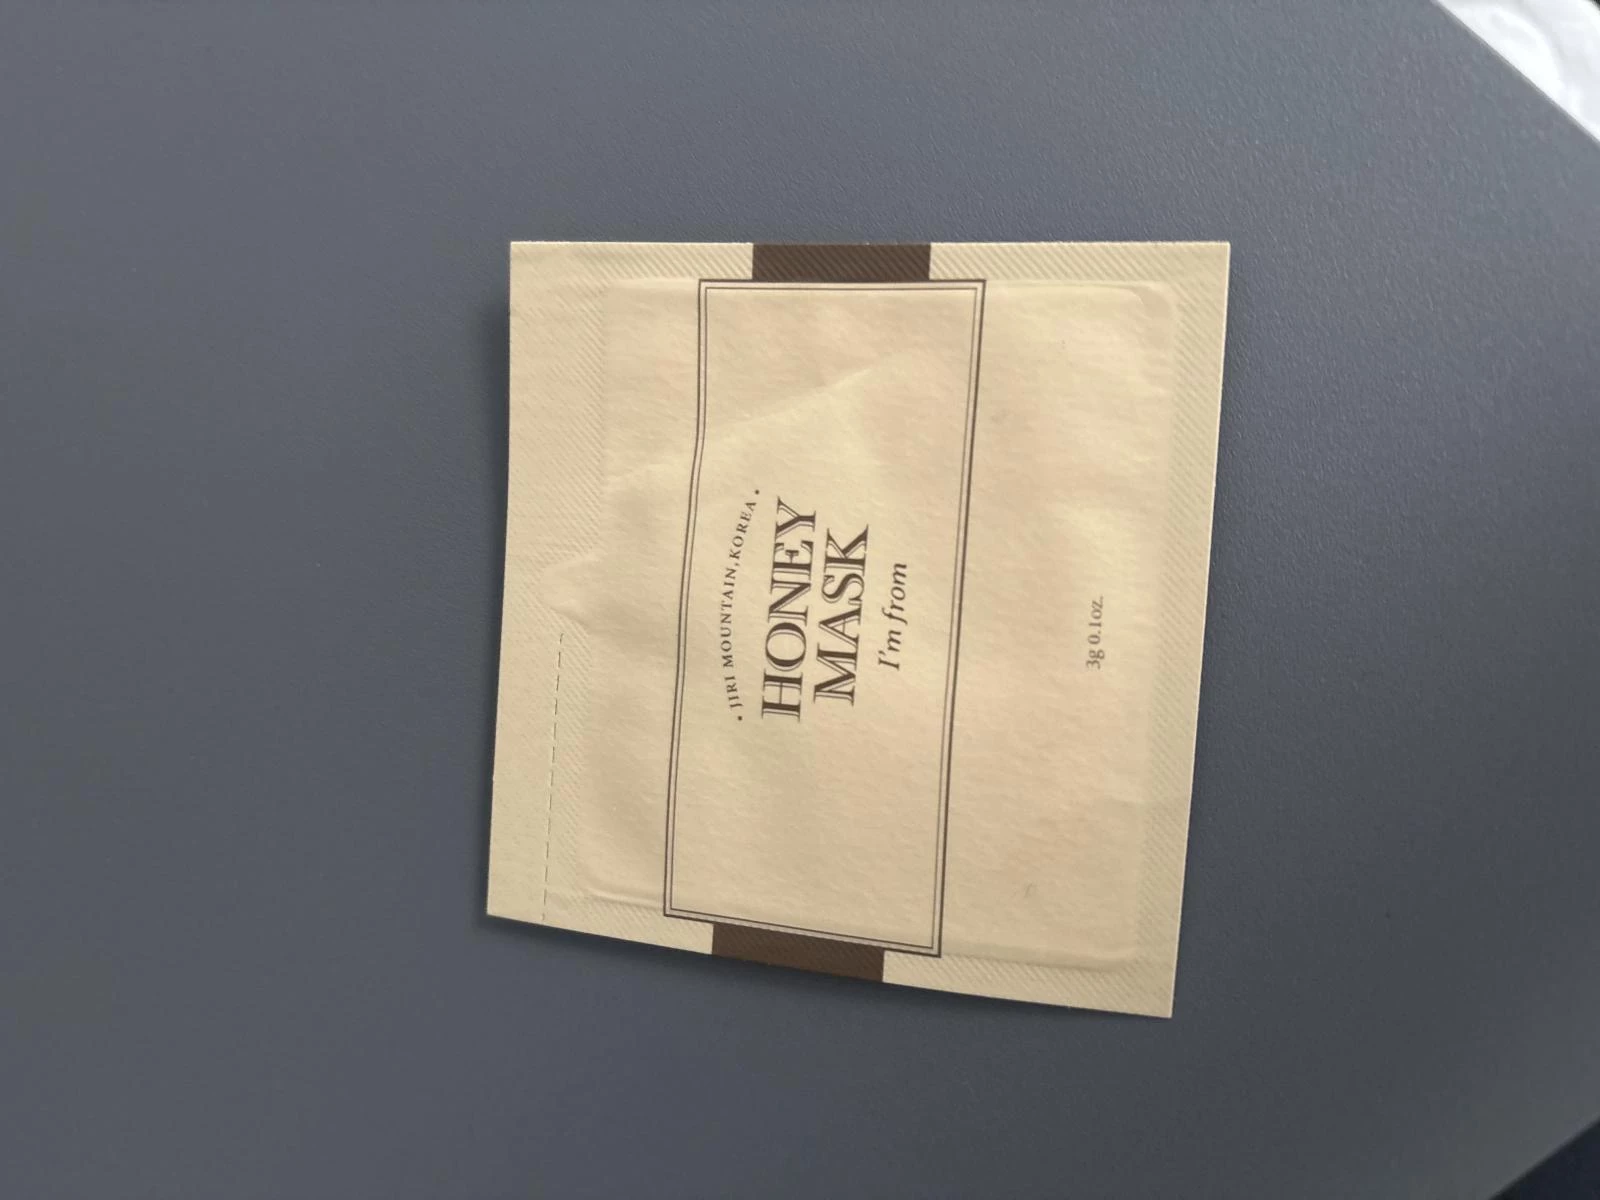 · JIRI MOUNTAIN, KOREA ·
HONEY
MASK
I'm from
3g 0.1oz.